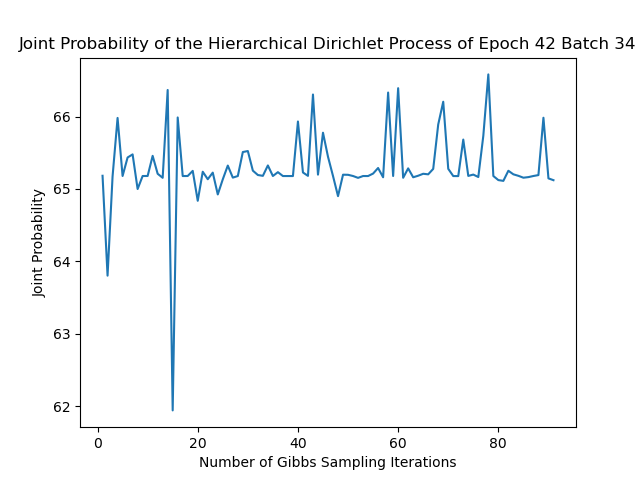 Joint Probability of the Hierarchical Dirichlet Process of Epoch 42 Batch 34
66
65
64
63
62
Joint Probability
0 20 40 60 80
Number of Gibbs Sampling Iterations